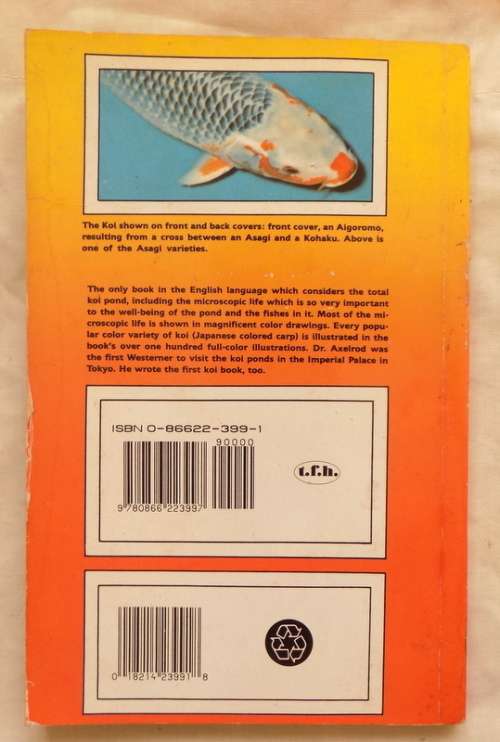 The Koi shown on front and back covers: front cover, an Aigoromo,
resulting from a cross between an Asagi and a Kohaku. Above is
one of the Asagi varieties.
The only book in the English language which considers the total
koi pond, including the microscopic life which is so very important
to the well-being of the pond and the fishes in it. Most of the mi-
croscopic life is shown in magnificent color drawings. Every popu-
lar color variety of koi (Japanese colored carp) is illustrated in the
book's over one hundred full-color illustrations. Dr. Axelrod was
the first Westerner to visit the koi ponds in the Imperial Palace in
Tokyo. He wrote the first koi book, too.
ISBN 0-86622-399-1
90000
9 780866 223997
t.f.h.
0 18214 23991 8